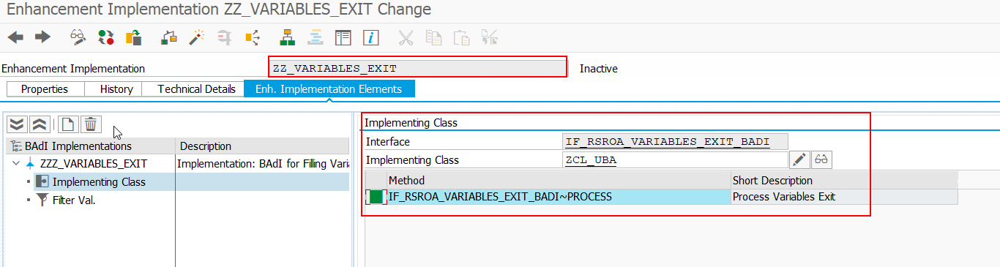 Enhancement Implementation ZZ_VARIABLES_EXIT Change
Enhancement Implementation ZZ_VARIABLES_EXIT Inactive
Properties History Technical Details Enh. Implementation Elements
BAdI Implementations Description
ZZZ_VARIABLES_EXIT Implementation: BAdI for Filling Varia
Implementing Class
Filter Val.
Implementing Class
Interface IF_RSROA_VARIABLES_EXIT_BADI
Implementing Class ZCL_UBA
Method Short Description
IF_RSROA_VARIABLES_EXIT_BADI~PROCESS Process Variables Exit